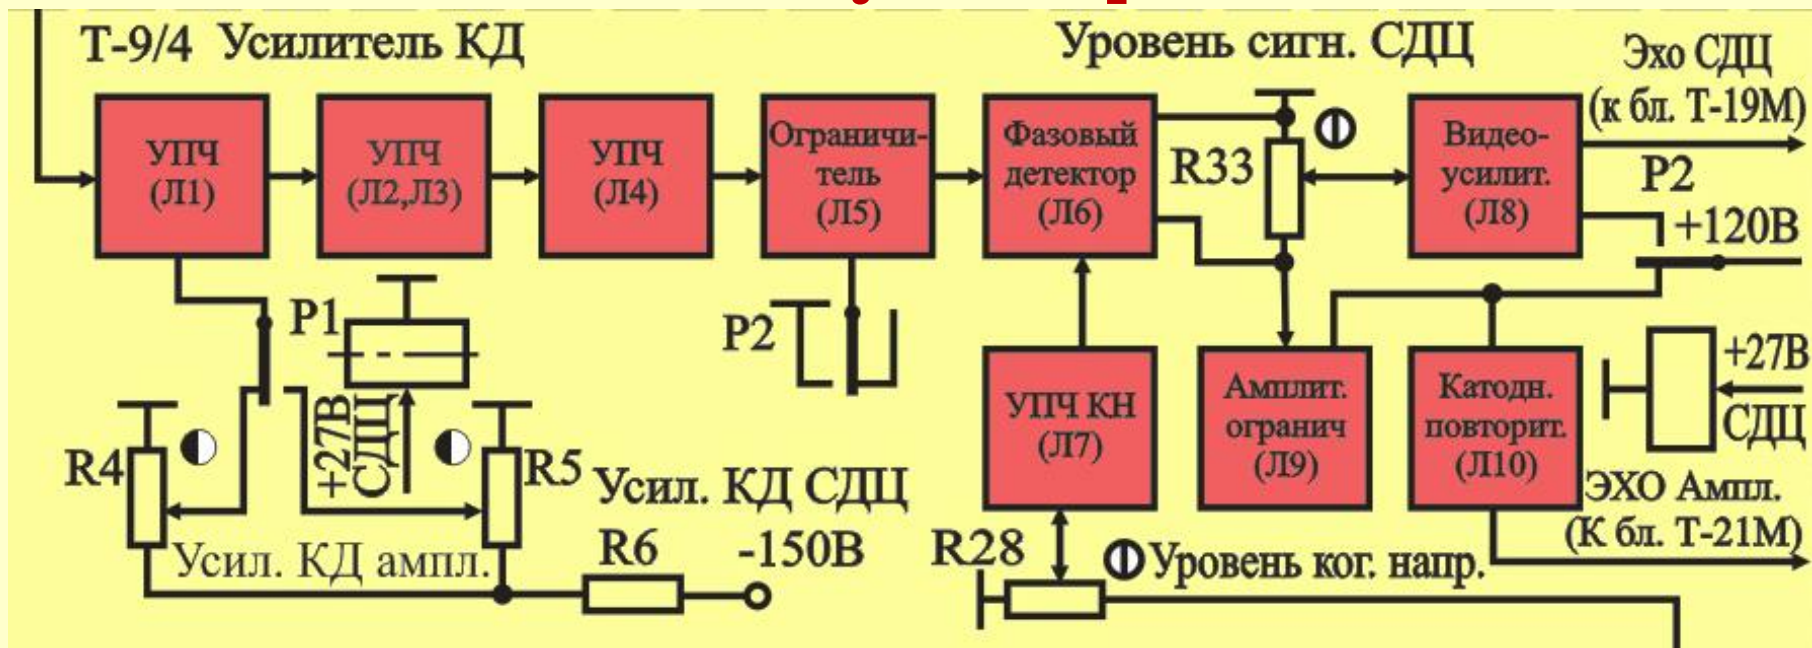 Т-9/4 Усилитель КД
Уровень сигн. СДЦ
Эхо СДЦ
(к бл. Т-19М)
УПЧ
(Л1)
УПЧ
(Л2,Л3)
УПЧ
(Л4)
Ограничи-
тель
(Л5)
Фазовый
детектор
(Л6)
R33
Видео-
усилит.
(Л8)
Р2
+120В
Р1
Р2
+27В
СДЦ
УПЧ КН
(Л7)
Амплит.
огранич
(Л9)
Катодн.
повторит.
(Л10)
+27В
СДЦ
R4
R5
Усил. КД СДЦ
ЭХО Ампл.
(К бл. Т-21М)
Усил. КД ампл.
R6
-150В
R28
Уровень ког. напр.